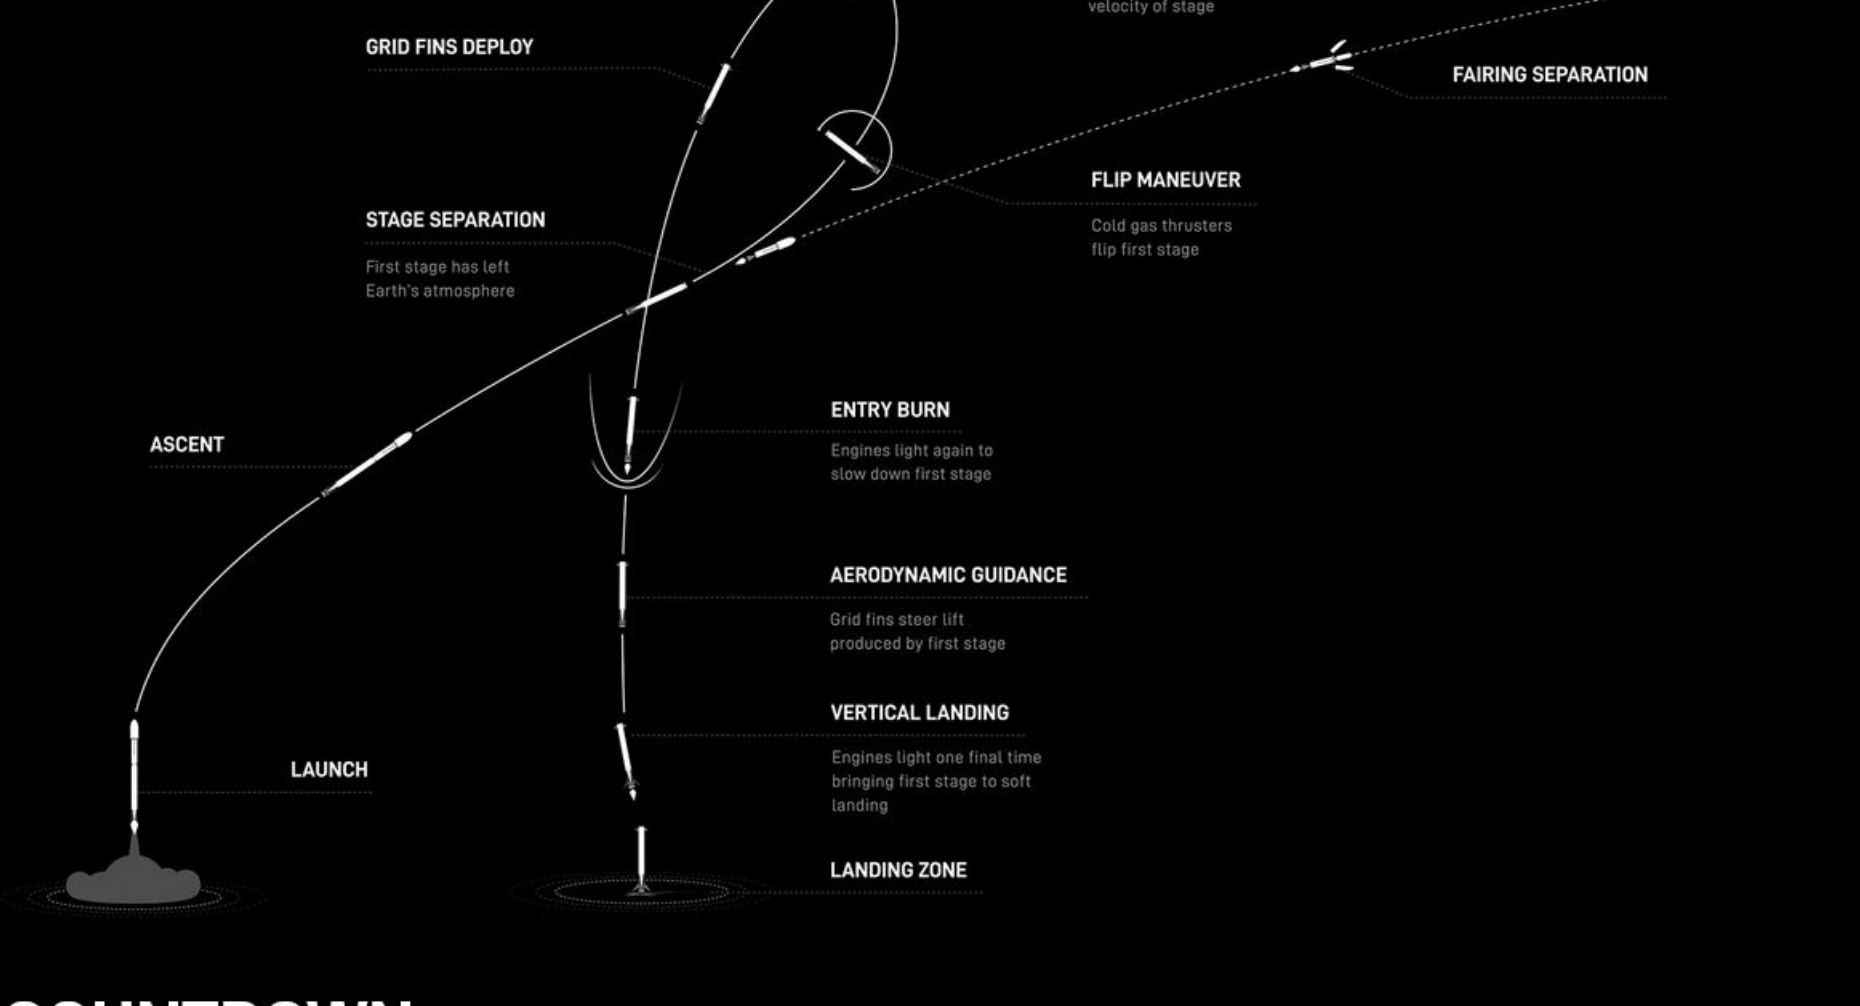 velocity of stage
GRID FINS DEPLOY
FAIRING SEPARATION
FLIP MANEUVER
Cold gas thrusters
flip first stage
STAGE SEPARATION
First stage has left
Earth's atmosphere
ENTRY BURN
Engines light again to
slow down first stage
ASCENT
AERODYNAMIC GUIDANCE
Grid fins steer lift
produced by first stage
VERTICAL LANDING
Engines light one final time
bringing first stage to soft
landing
LAUNCH
LANDING ZONE
COUNTDOWN